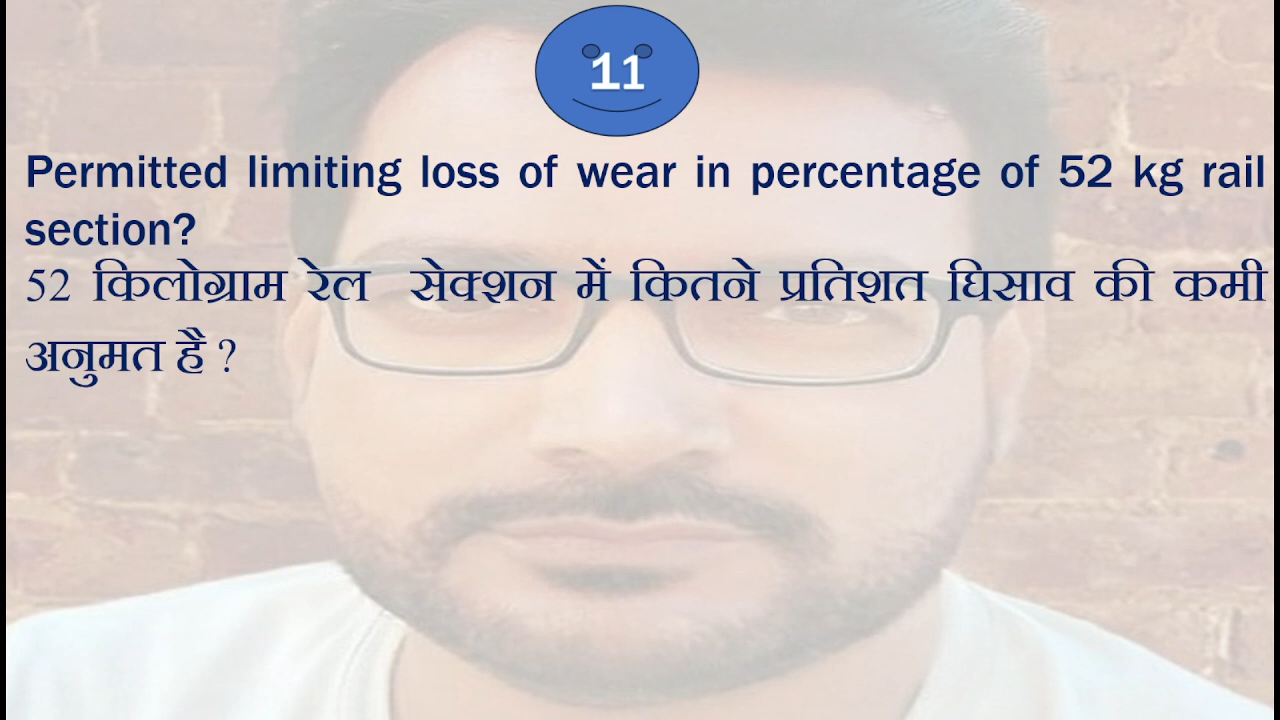 11
Permitted limiting loss of wear in percentage of 52 kg rail
section?
52 किलोग्राम रेल सेक्शन में कितने प्रतिशत घिसाव की कमी
अनुमत है ?